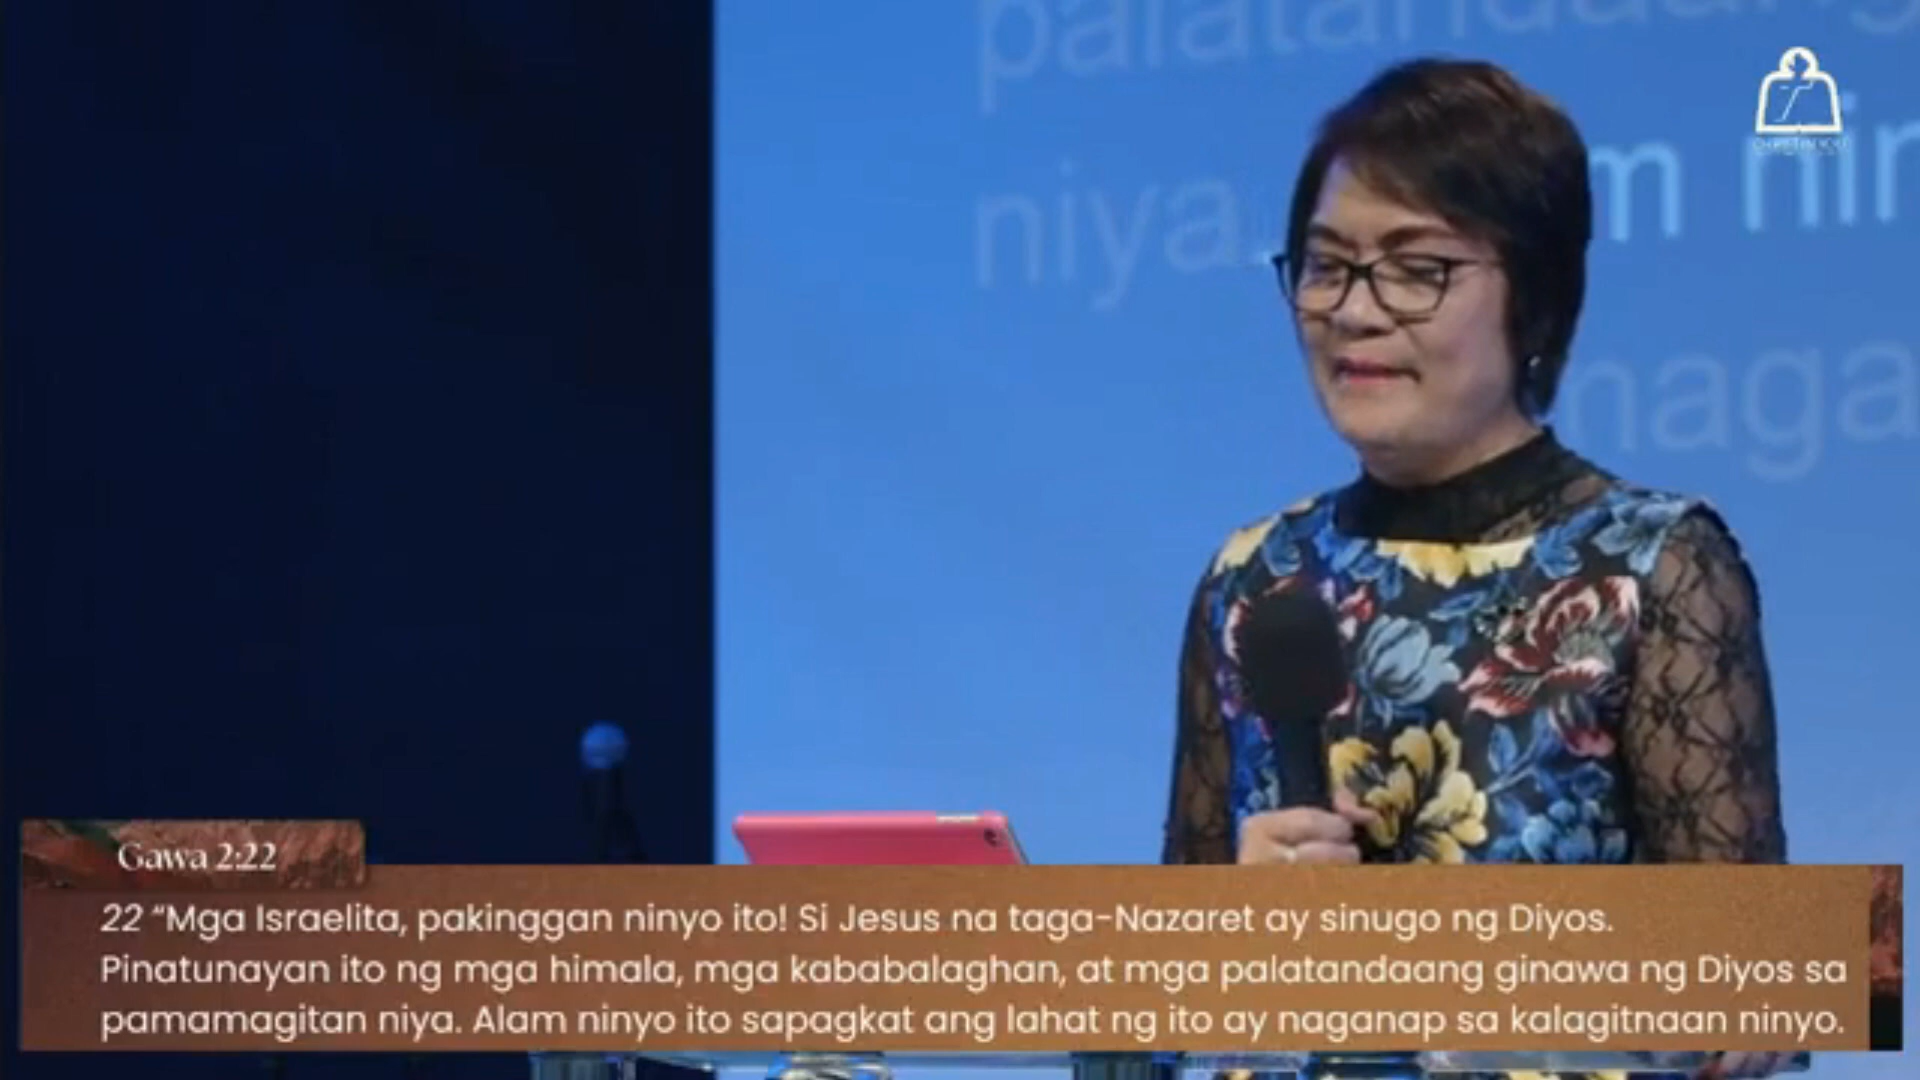 palatandaang
niya.
Gawa 2:22
22 “Mga Israelita, pakinggan ninyo ito! Si Jesus na taga-Nazaret ay sinugo ng Diyos.
Pinatunayan ito ng mga himala, mga kababalaghan, at mga palatandaang ginawa ng Diyos sa
pamamagitan niya. Alam ninyo ito sapagkat ang lahat ng ito ay naganap sa kalagitnaan ninyo.